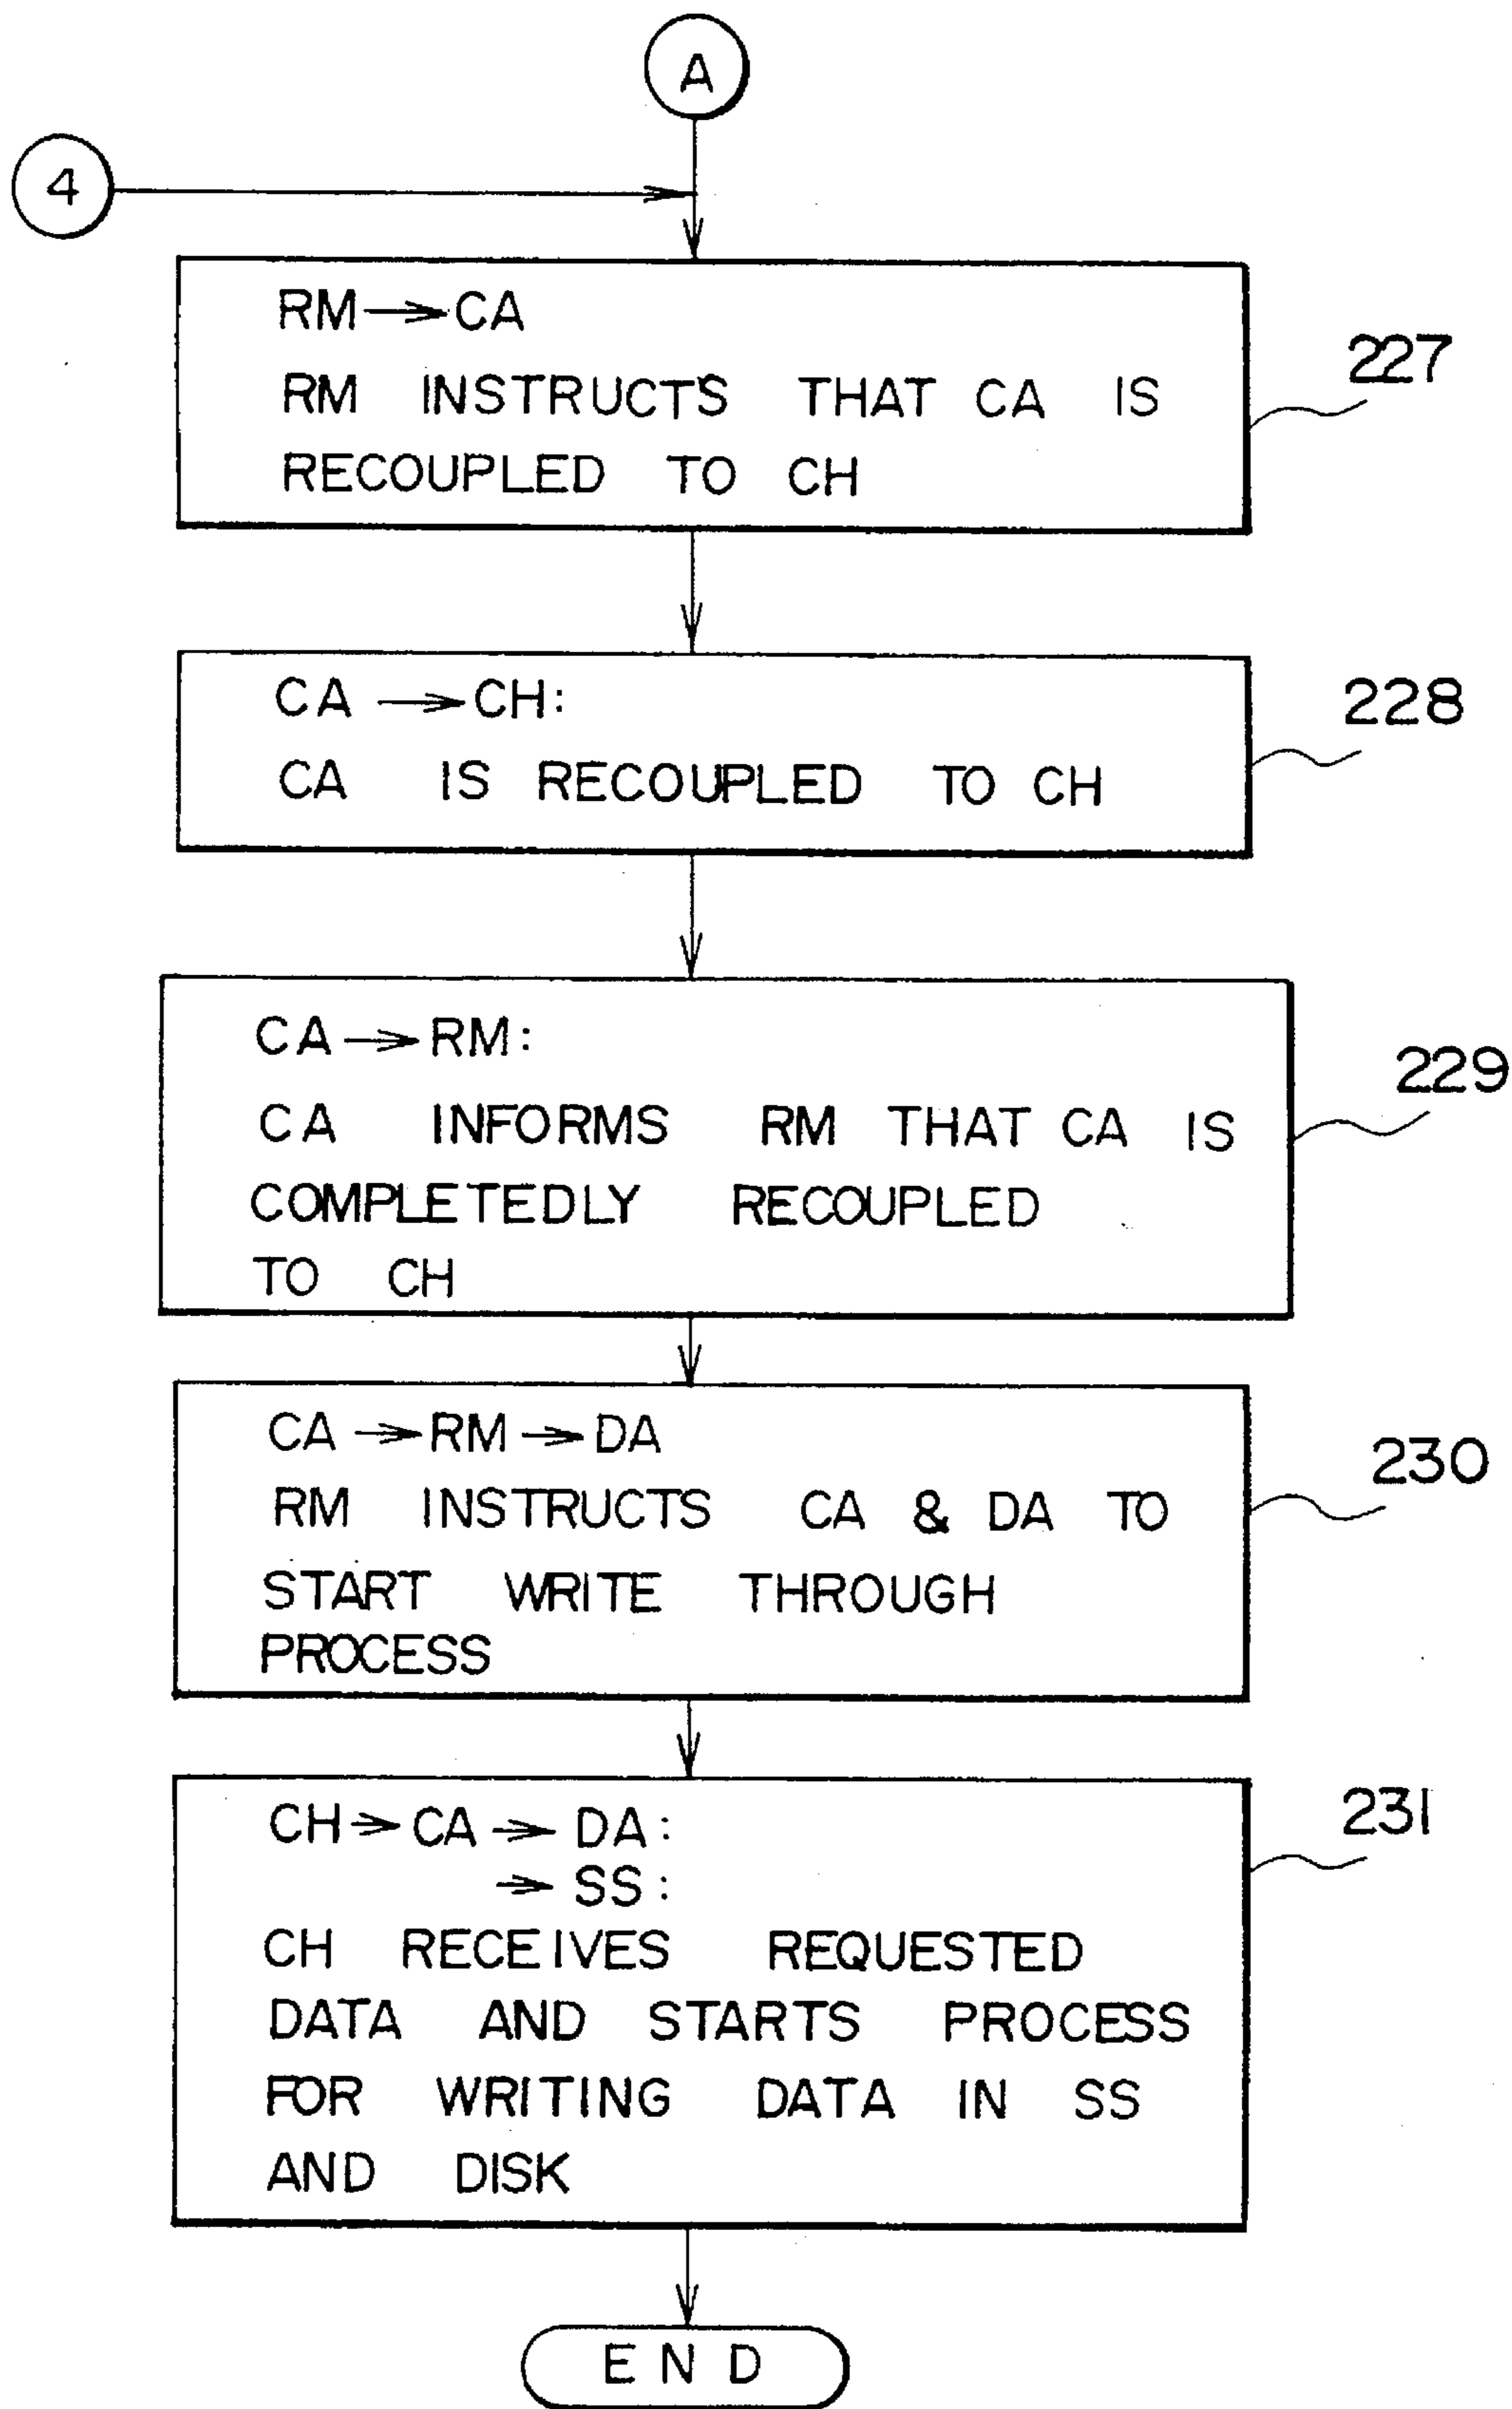 A
4
RM→CA
RM INSTRUCTS THAT CA IS
RECOUPLED TO CH
227
CA→CH:
CA IS RECOUPLED TO CH
228
CA→RM:
CA INFORMS RM THAT CA IS
COMPLETEDLY RECOUPLED
TO CH
229
CA→RM→DA
RM INSTRUCTS CA & DA TO
START WRITE THROUGH
PROCESS
230
CH→CA→DA:
→SS:
CH RECEIVES REQUESTED
DATA AND STARTS PROCESS
FOR WRITING DATA IN SS
AND DISK
231
END